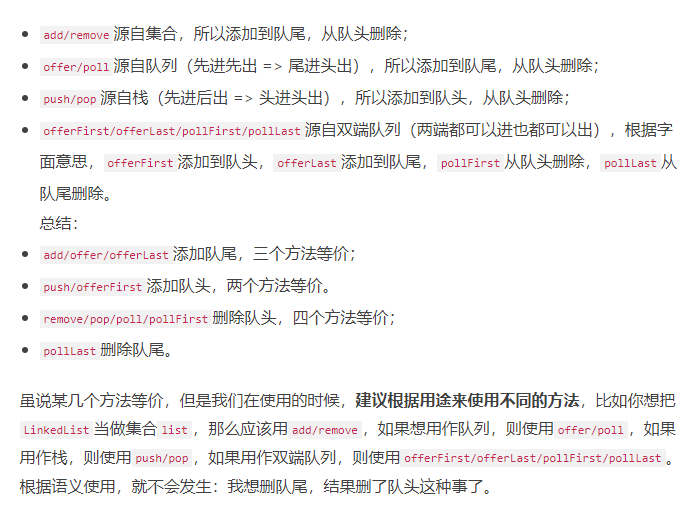 add/remove 源自集合，所以添加到队尾，从队头删除；
offer/poll 源自队列（先进先出 => 尾进头出），所以添加到队尾，从队头删除；
push/pop 源自栈（先进后出 => 头进头出），所以添加到队头，从队头删除；
offerFirst/offerLast/pollFirst/pollLast 源自双端队列（两端都可以进也都可以出），根据字
面意思，offerFirst 添加到队头，offerLast 添加到队尾，pollFirst 从队头删除，pollLast 从
队尾删除。
总结：
add/offer/offerLast 添加队尾，三个方法等价；
push/offerFirst 添加队头，两个方法等价。
remove/pop/poll/pollFirst 删除队头，四个方法等价；
pollLast 删除队尾。
虽说某几个方法等价，但是我们在使用的时候，建议根据用途来使用不同的方法，比如你想把
LinkedList 当做集合 list，那么应该用 add/remove，如果想用作队列，则使用 offer/poll，如果
用作栈，则使用 push/pop，如果用作双端队列，则使用 offerFirst/offerLast/pollFirst/pollLast。
根据语义使用，就不会发生：我想删队尾，结果删了队头这种事了。